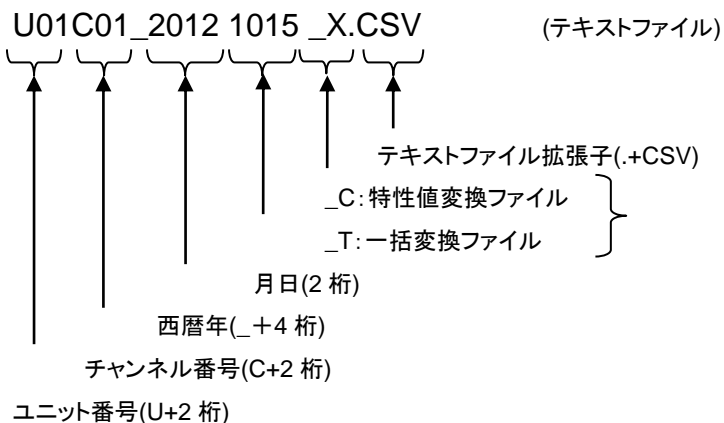 U01C01_2012 1015 _X.CSV (テキストファイル)
テキストファイル拡張子(.+CSV)
_C:特性値変換ファイル
_T:一括変換ファイル
月日(2 桁)
西暦年(_+4 桁)
チャンネル番号(C+2 桁)
ユニット番号(U+2 桁)